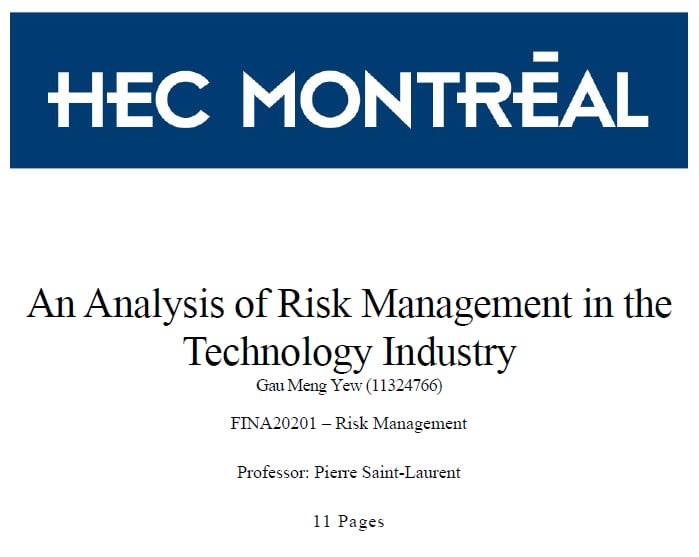 HEC MONTRÉAL
An Analysis of Risk Management in the
Technology Industry
Gau Meng Yew (11324766)
FINA20201 – Risk Management
Professor: Pierre Saint-Laurent
11 Pages